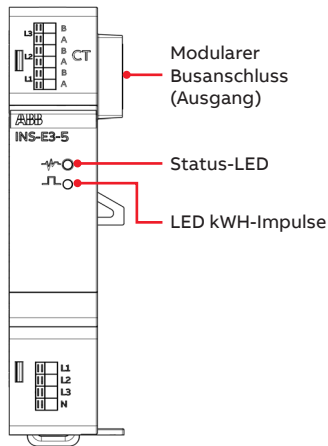 B
L3
A
B
CT
L2
A
B
L1
A
Modularer
Busanschluss
(Ausgang)
ABB
INS-E3-5
Status-LED
LED kWH-Impulse
L1
L2
L3
N